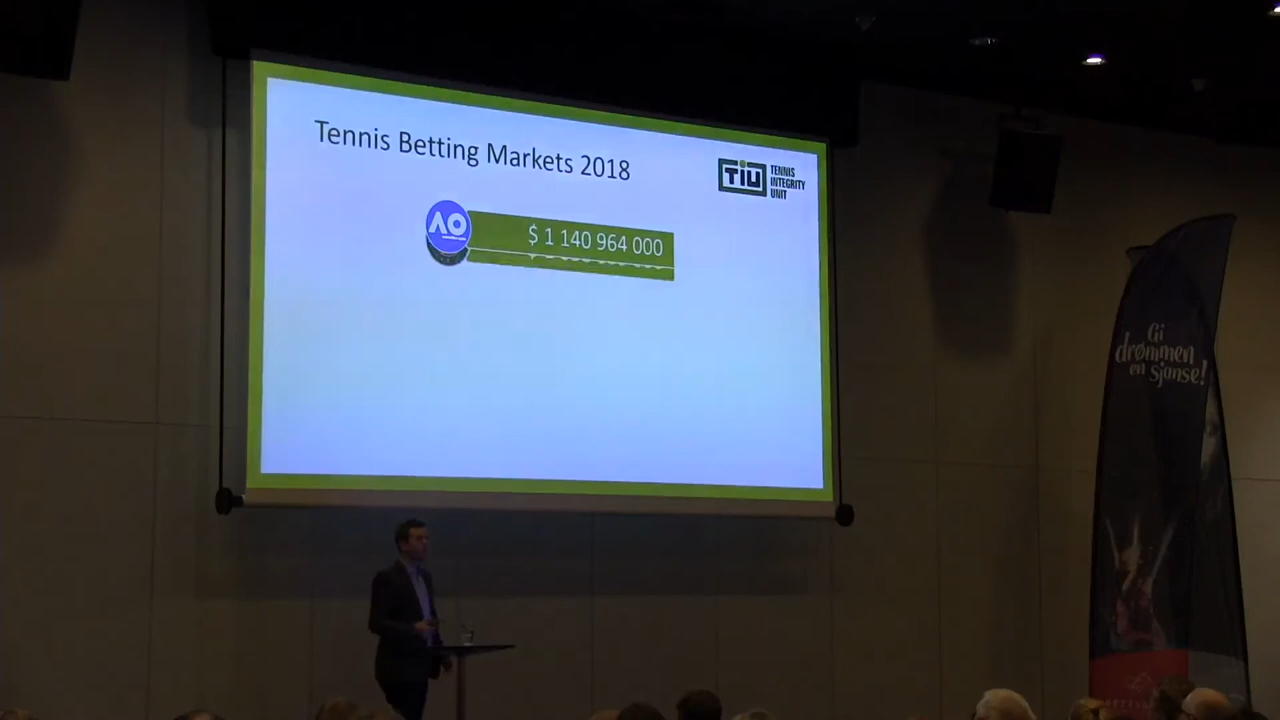 Tennis Betting Markets 2018
TiU TENNIS
INTEGRITY
UNIT
AO
$ 1 140 964 000
Gi
drømmen
en sjanse!